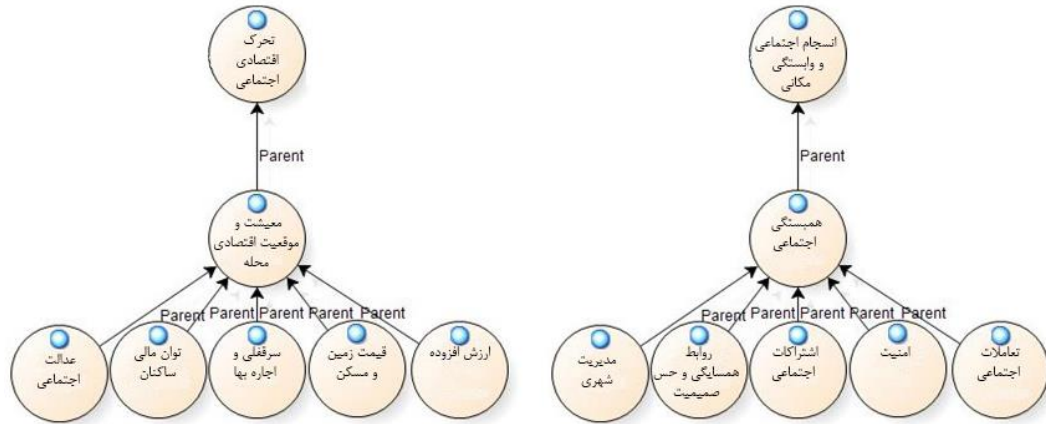 تحرک
اقتصادی
اجتماعی
Parent
معیشت و
موقعیت اقتصادی
محله
Parent
Parent
Parent
Parent
Parent
عدالت
اجتماعی
توان مالی
ساکنان
سرقفلی و
اجاره بها
قیمت زمین
و مسکن
ارزش افزوده
انسجام اجتماعی
و وابستگی
مکانی
Parent
همبستگی
اجتماعی
Parent
Parent
Parent
Parent
Parent
مدیریت
شهری
روابط
همسایگی و حس
صمیمیت
اشتراکات
اجتماعی
امنیت
تعاملات
اجتماعی